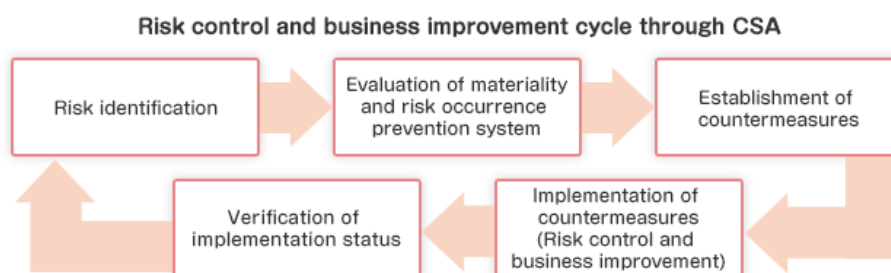 Risk control and business improvement cycle through CSA
Risk identification
Evaluation of materiality
and risk occurrence
prevention system
Establishment of
countermeasures
Implementation of
countermeasures
(Risk control and
business improvement)
Verification of
implementation status